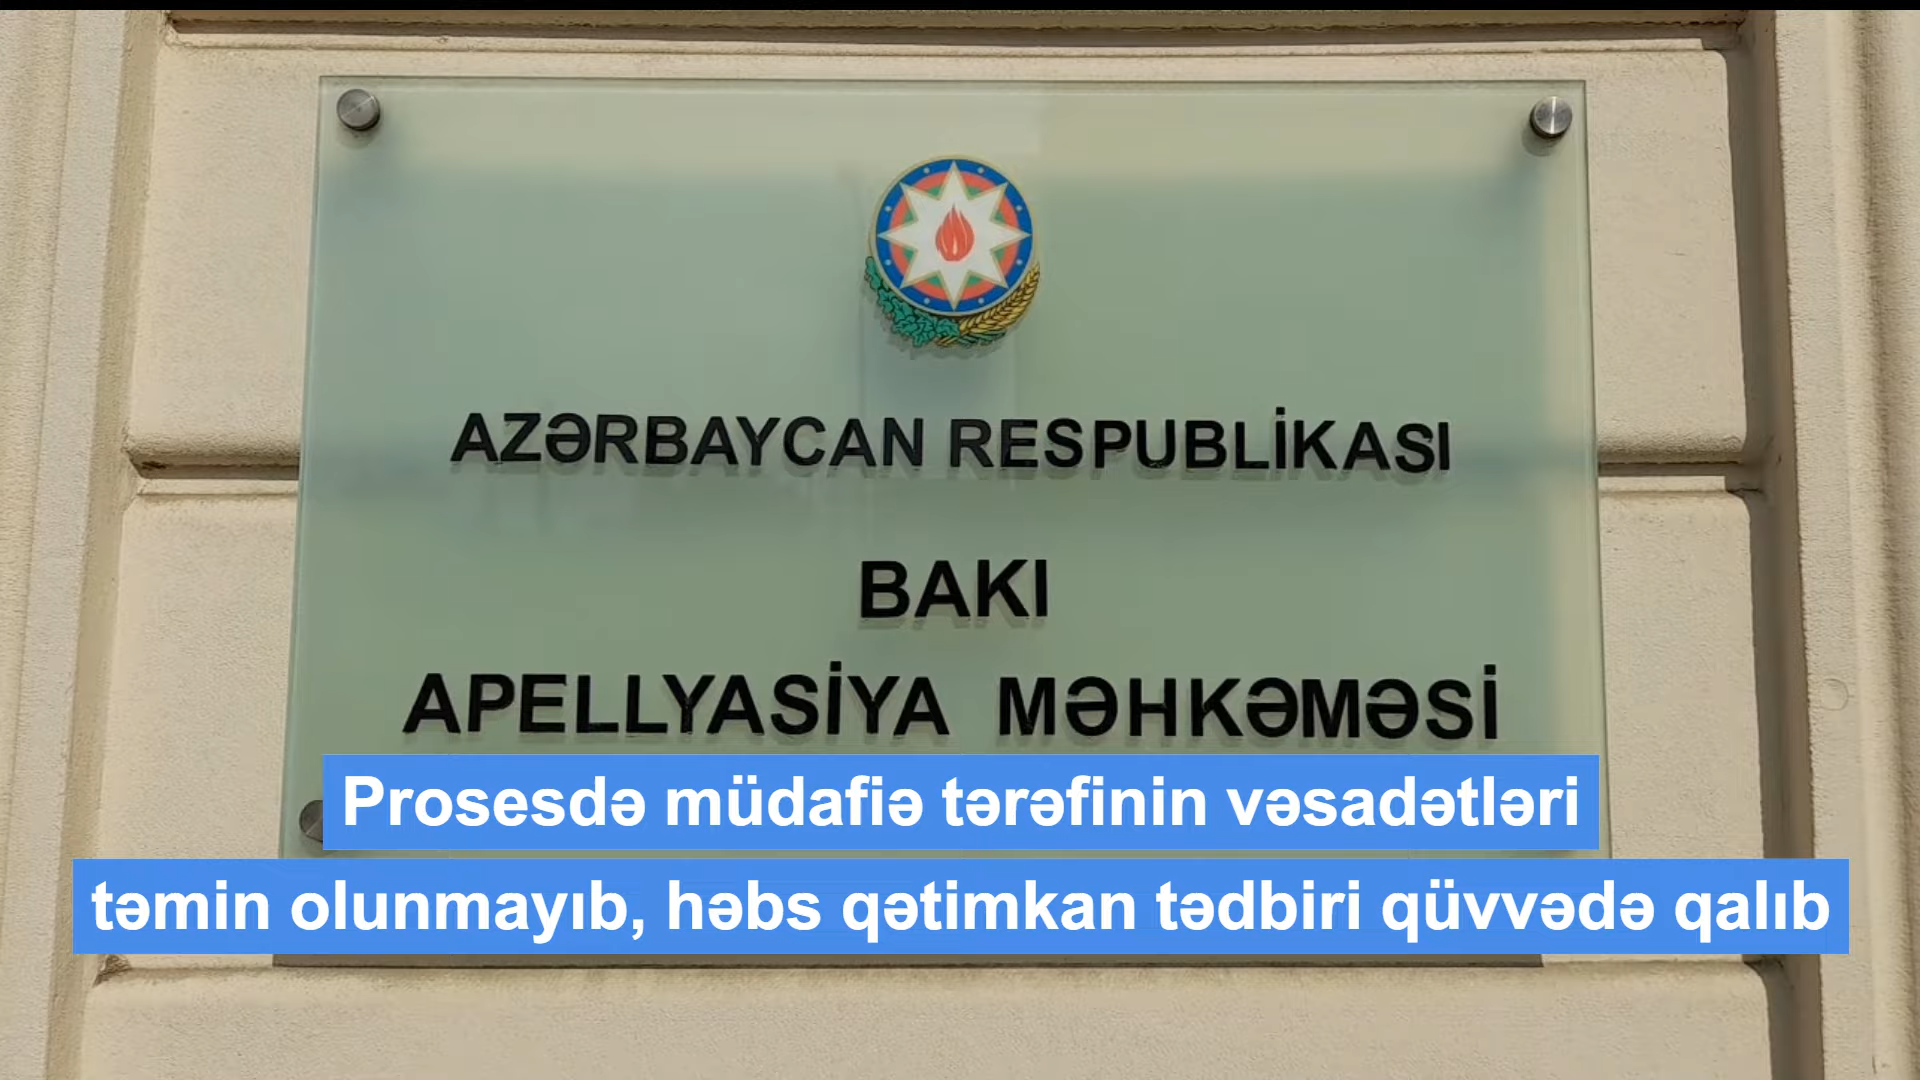 AZƏRBAYCAN RESPUBLİKASI
BAKI
APELLYASİYA MƏHKƏMƏSİ
Prosesdə müdafiə tərəfinin vəsadətləri
təmin olunmayıb, həbs qətimkan tədbiri qüvvədə qalıb